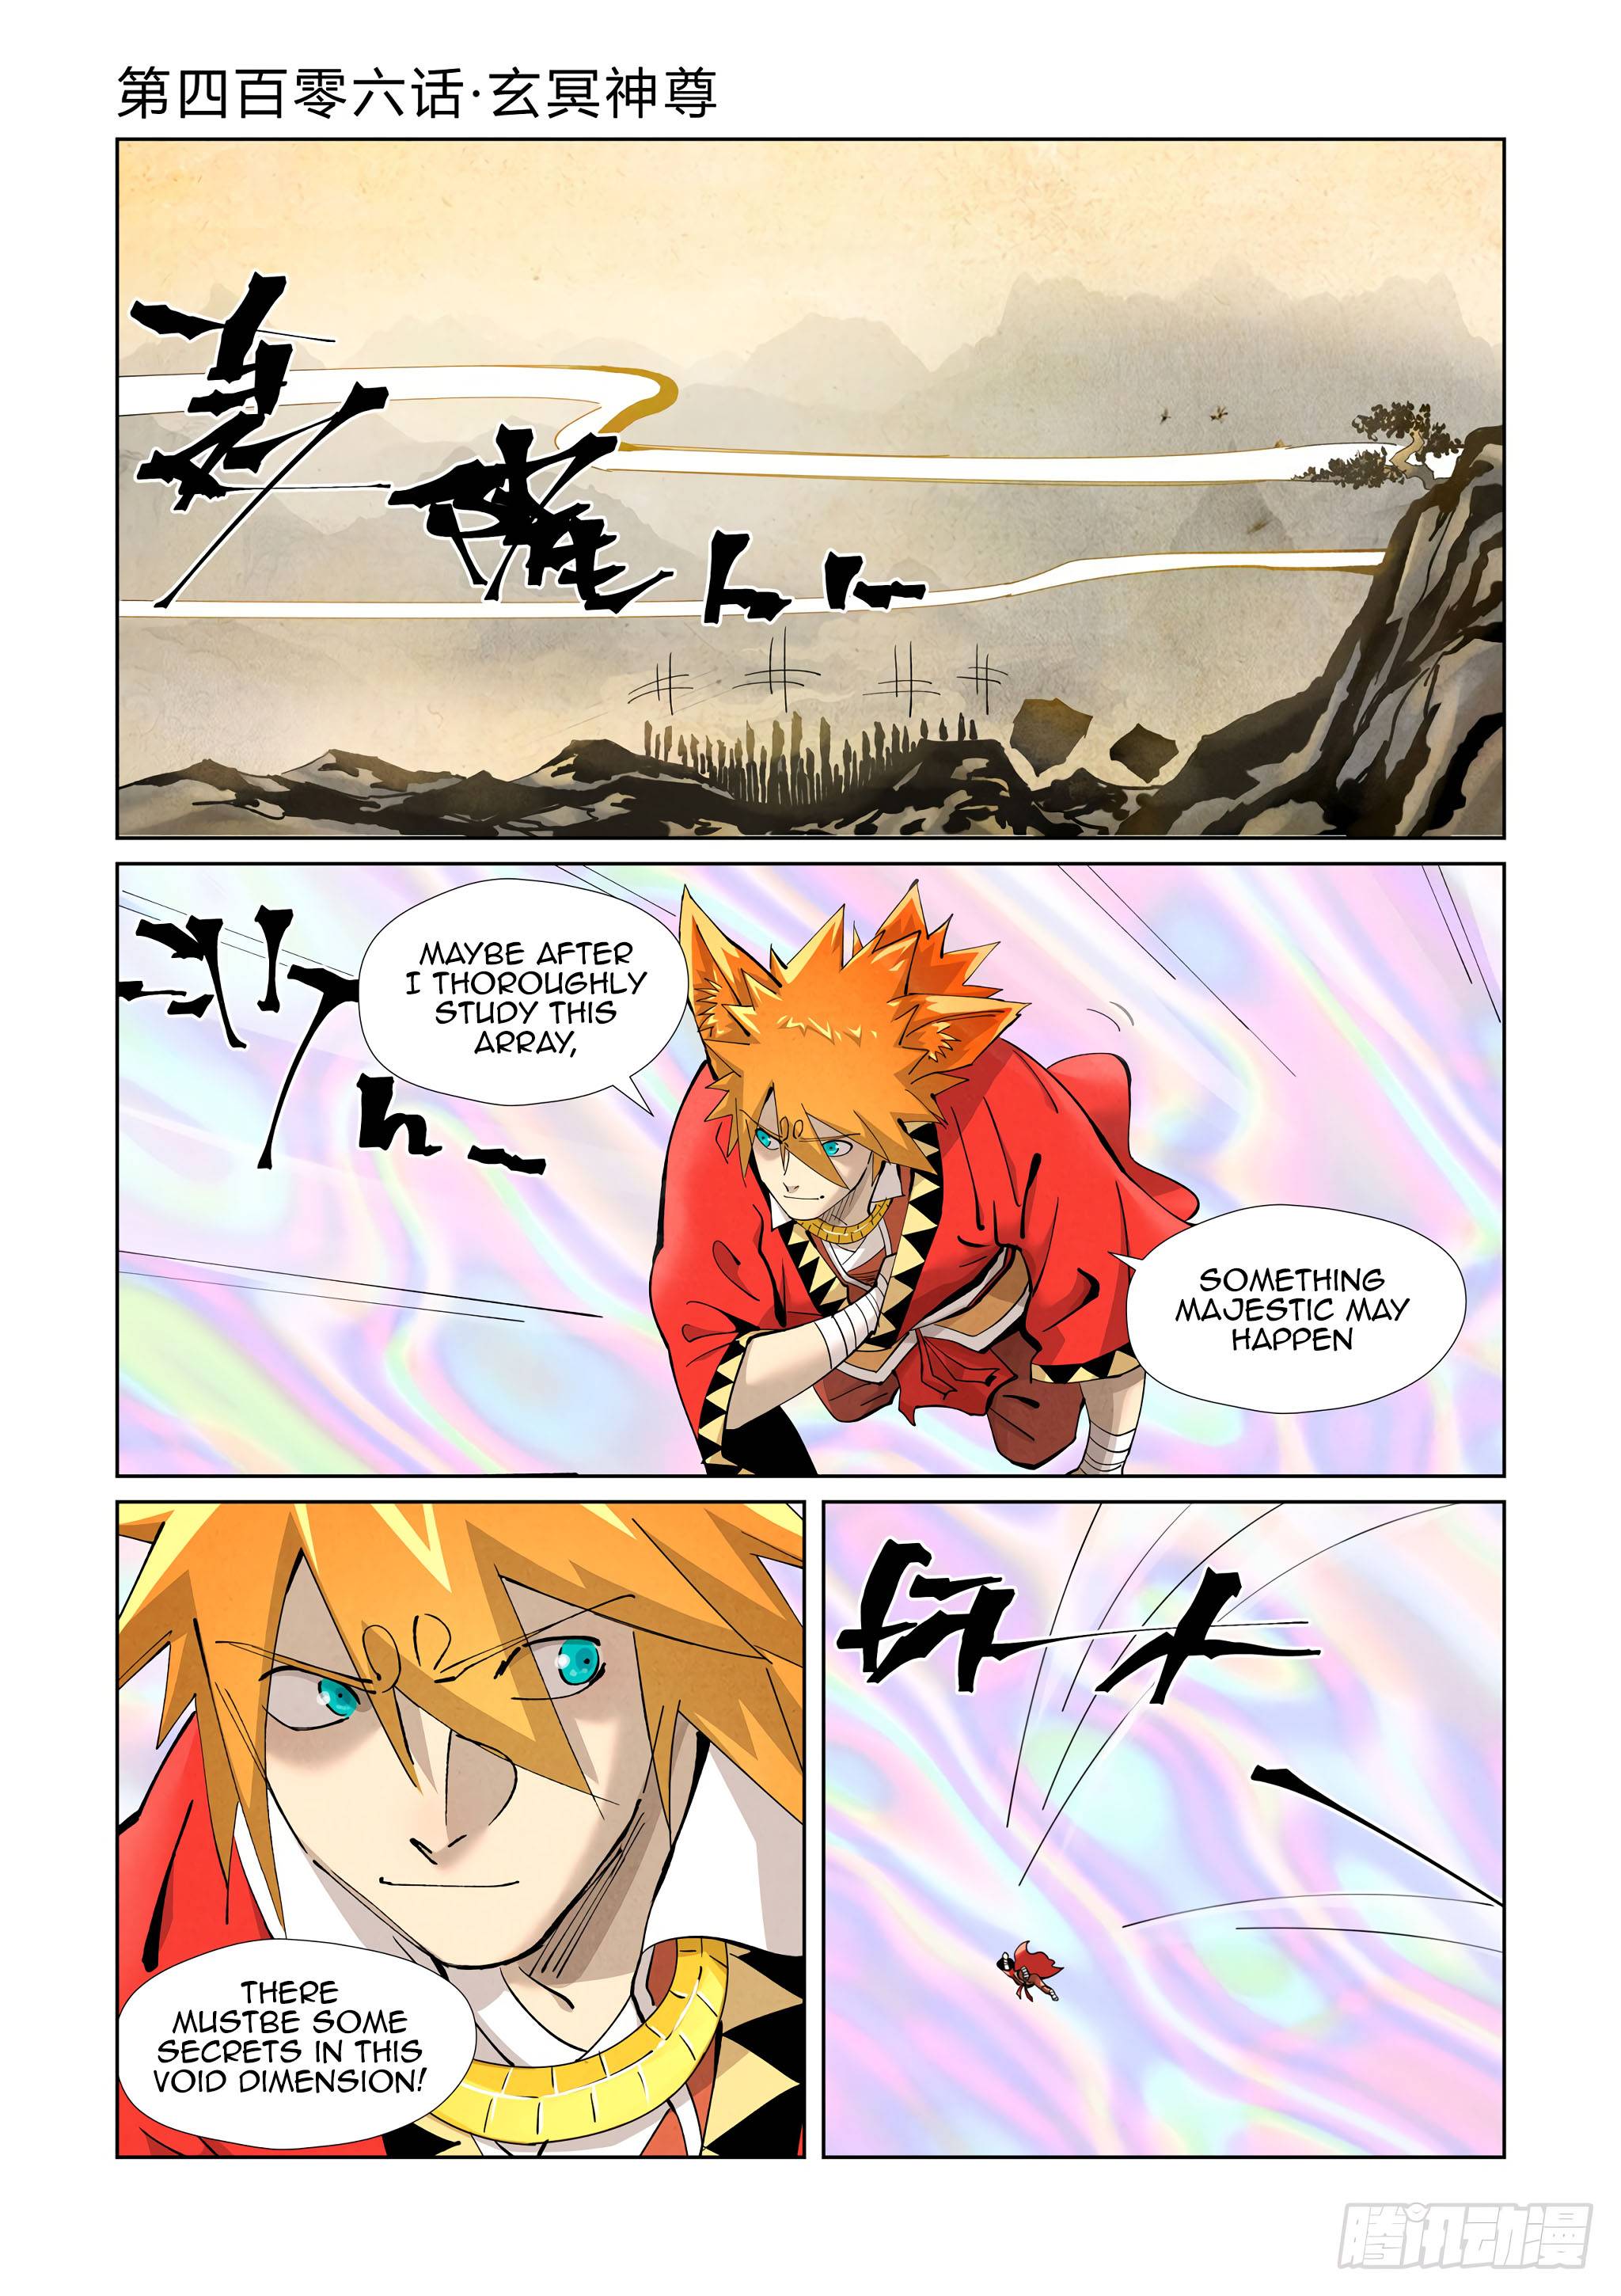 第四百零六话·玄冥神尊
MAYBE AFTER
I THOROUGHLY
STUDY THIS
ARRAY,
SOMETHING
MAJESTIC MAY
HAPPEN
THERE
MUSTBE SOME
SECRETS IN THIS
VOID DIMENSION!
腾讯动漫